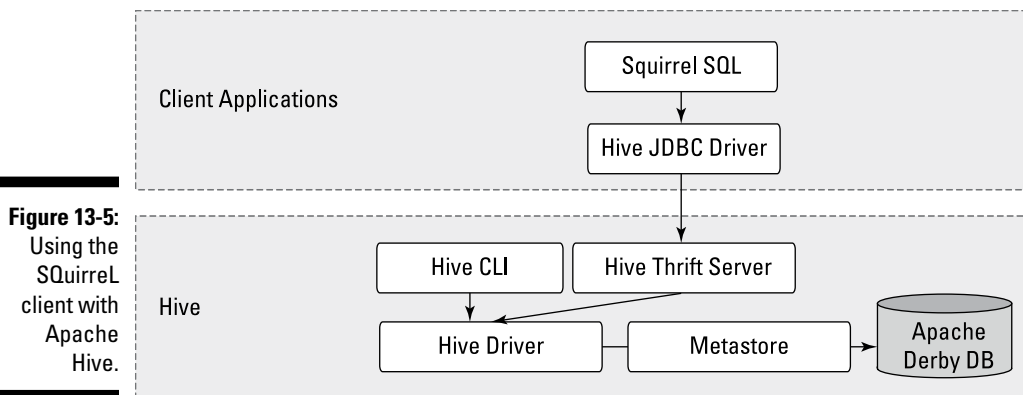 Squirrel SQL
Client Applications
Hive JDBC Driver
Figure 13-5:
Using the
SQuirreL
client with
Apache
Hive.
Hive CLI
Hive Thrift Server
Hive
Hive Driver
Metastore
Apache
Derby DB